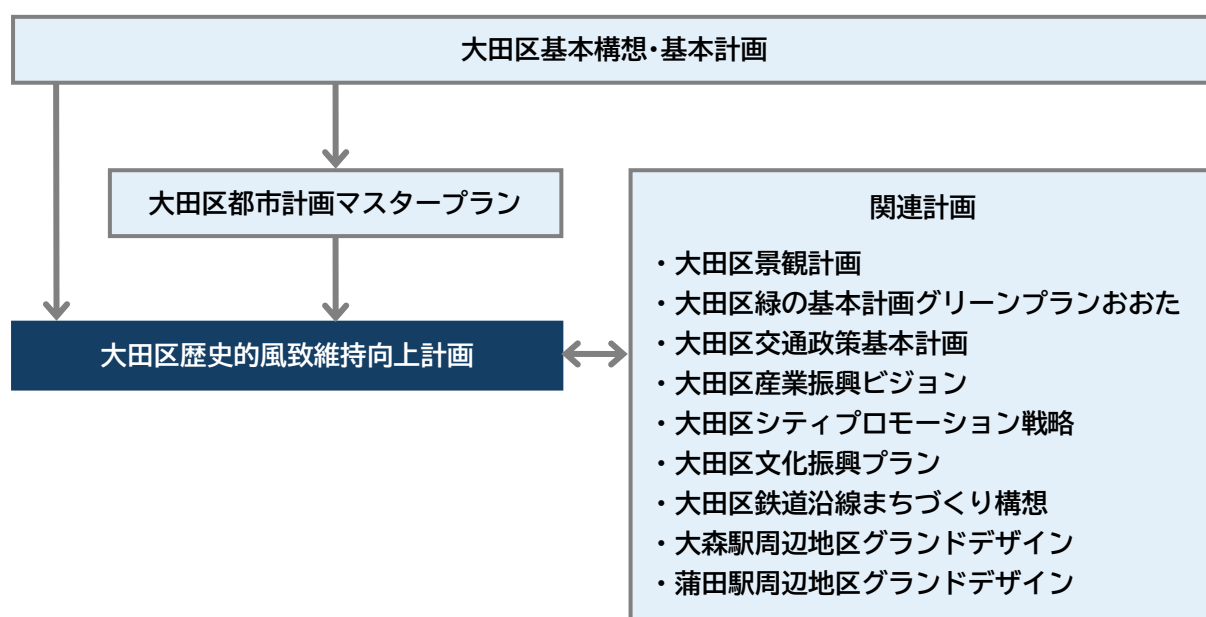 大田区基本構想・基本計画
大田区都市計画マスタープラン
大田区歴史的風致維持向上計画
関連計画
・大田区景観計画
・大田区緑の基本計画グリーンプランおおた
・大田区交通政策基本計画
・大田区産業振興ビジョン
・大田区シティプロモーション戦略
・大田区文化振興プラン
・大田区鉄道沿線まちづくり構想
・大森駅周辺地区グランドデザイン
・蒲田駅周辺地区グランドデザイン